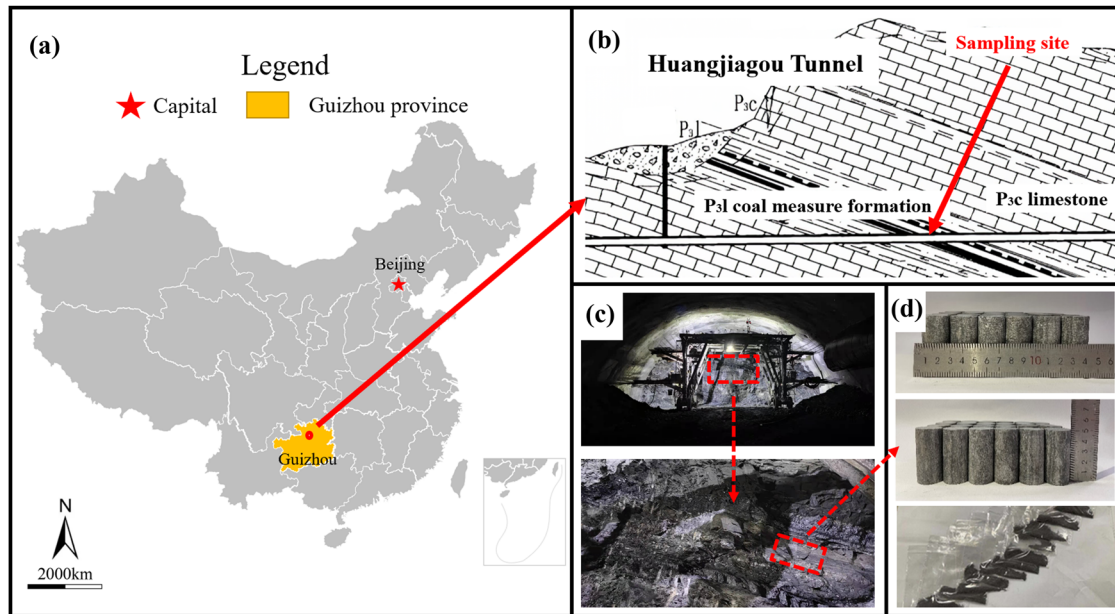 (a)
Legend
Capital
Guizhou province
Beijing
Guizhou
N
2000km
(b)
Huangjiagou Tunnel
Sampling site
P₃c
P₃l
P₃l coal measure formation
P₃c limestone
(c)
(d)
1 2 3 4 5 6 7 8 9 10 1 2 3 4 5 6